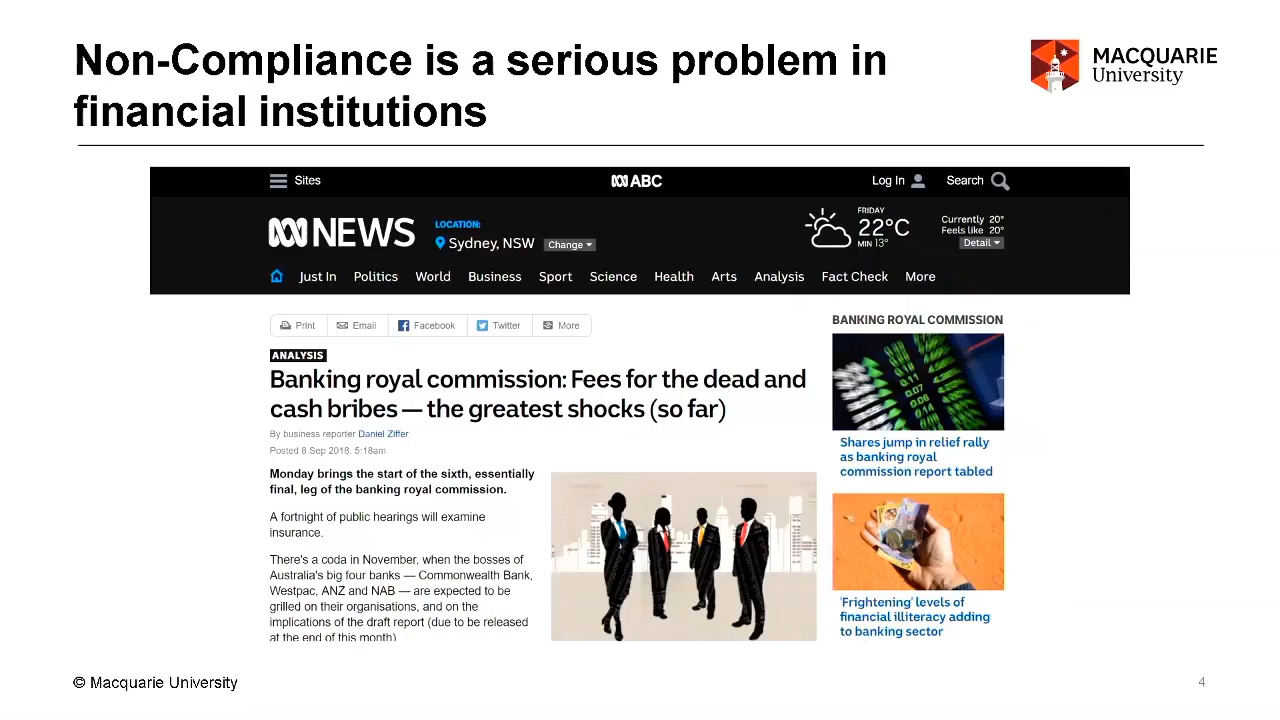 Non-Compliance is a serious problem in
financial institutions
MACQUARIE
University
Sites
ABC
Log In
Search
NEWS
LOCATION:
Sydney, NSW
Change
FRIDAY
22°C
MIN 13°
Currently 20°
Feels like 20°
Detail
Just In Politics World Business Sport Science Health Arts Analysis Fact Check More
Print Email Facebook Twitter More
ANALYSIS
Banking royal commission: Fees for the dead and
cash bribes — the greatest shocks (so far)
By business reporter Daniel Ziffer
Posted 8 Sep 2018, 5:18am
Monday brings the start of the sixth, essentially
final, leg of the banking royal commission.
A fortnight of public hearings will examine
insurance.
There's a coda in November, when the bosses of
Australia's big four banks — Commonwealth Bank,
Westpac, ANZ and NAB — are expected to be
grilled on their organisations, and on the
implications of the draft report (due to be released
at the end of this month)
BANKING ROYAL COMMISSION
0.11
0.07
0.06
0.14
Shares jump in relief rally
as banking royal
commission report tabled
'Frightening' levels of
financial illiteracy adding
to banking sector
© Macquarie University
4